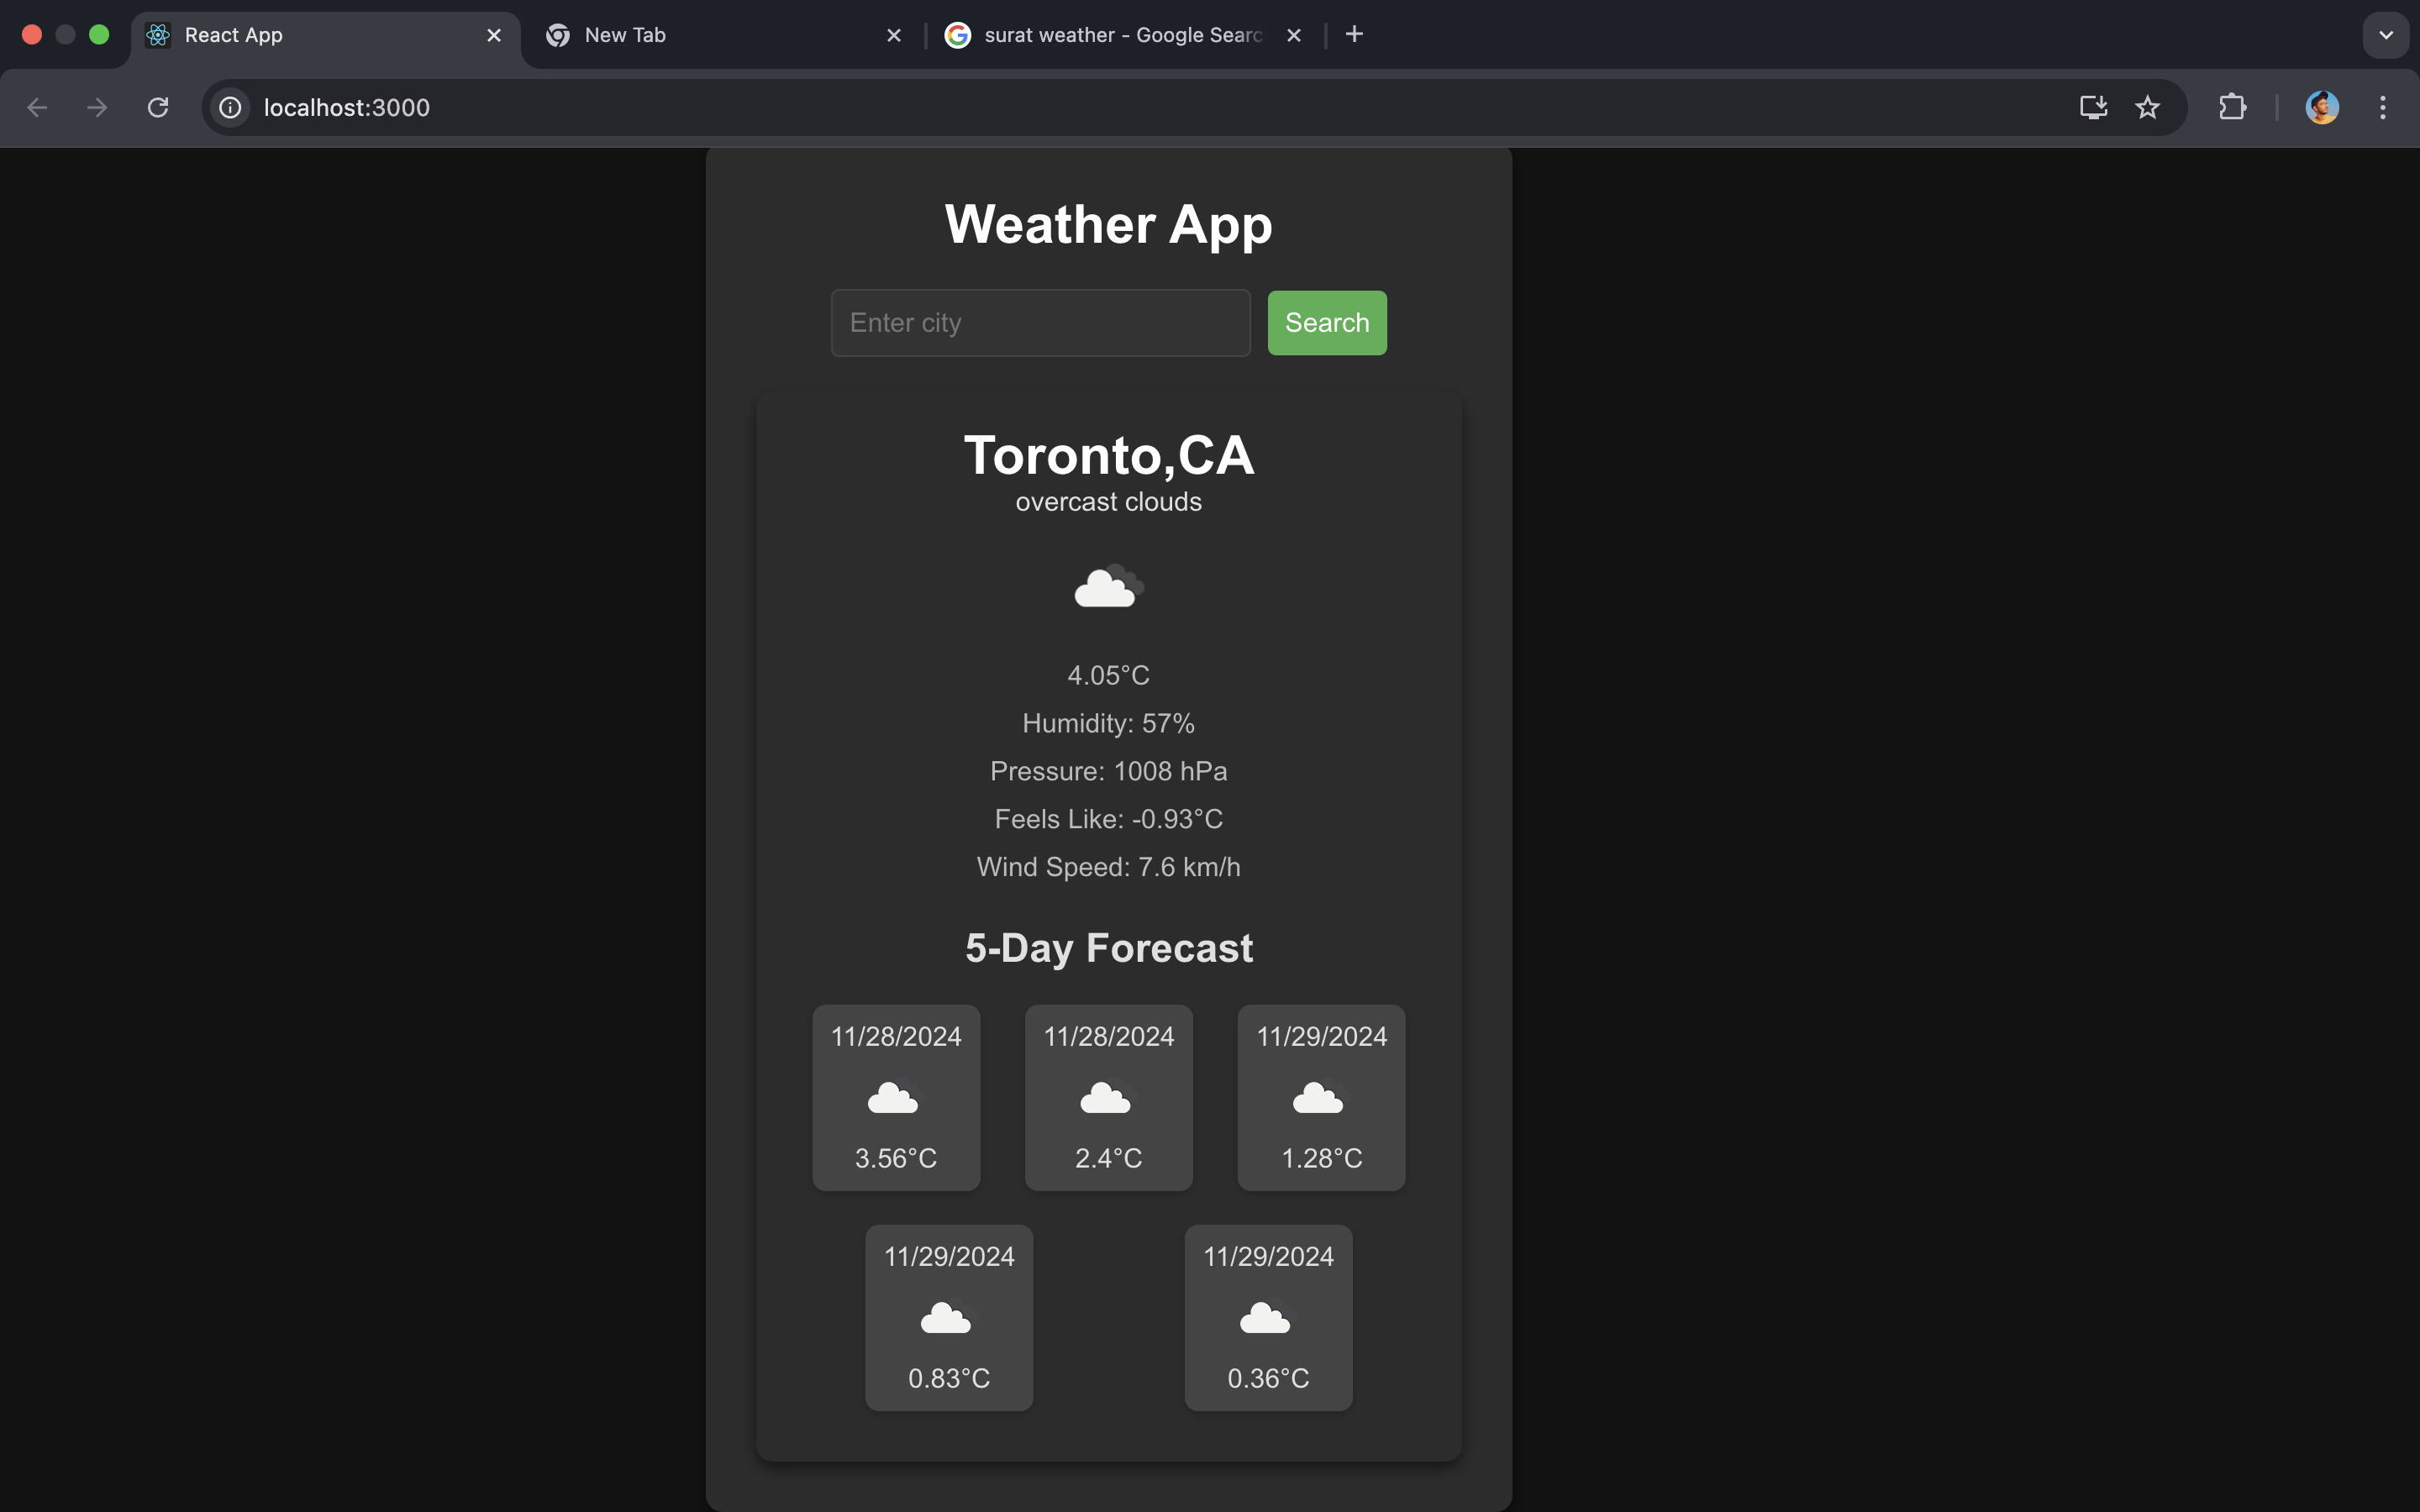 React App
New Tab
surat weather - Google Searc
localhost:3000
Weather App
Enter city
Search
Toronto,CA
overcast clouds
4.05°C
Humidity: 57%
Pressure: 1008 hPa
Feels Like: -0.93°C
Wind Speed: 7.6 km/h
5-Day Forecast
11/28/2024
3.56°C
11/28/2024
2.4°C
11/29/2024
1.28°C
11/29/2024
0.83°C
11/29/2024
0.36°C